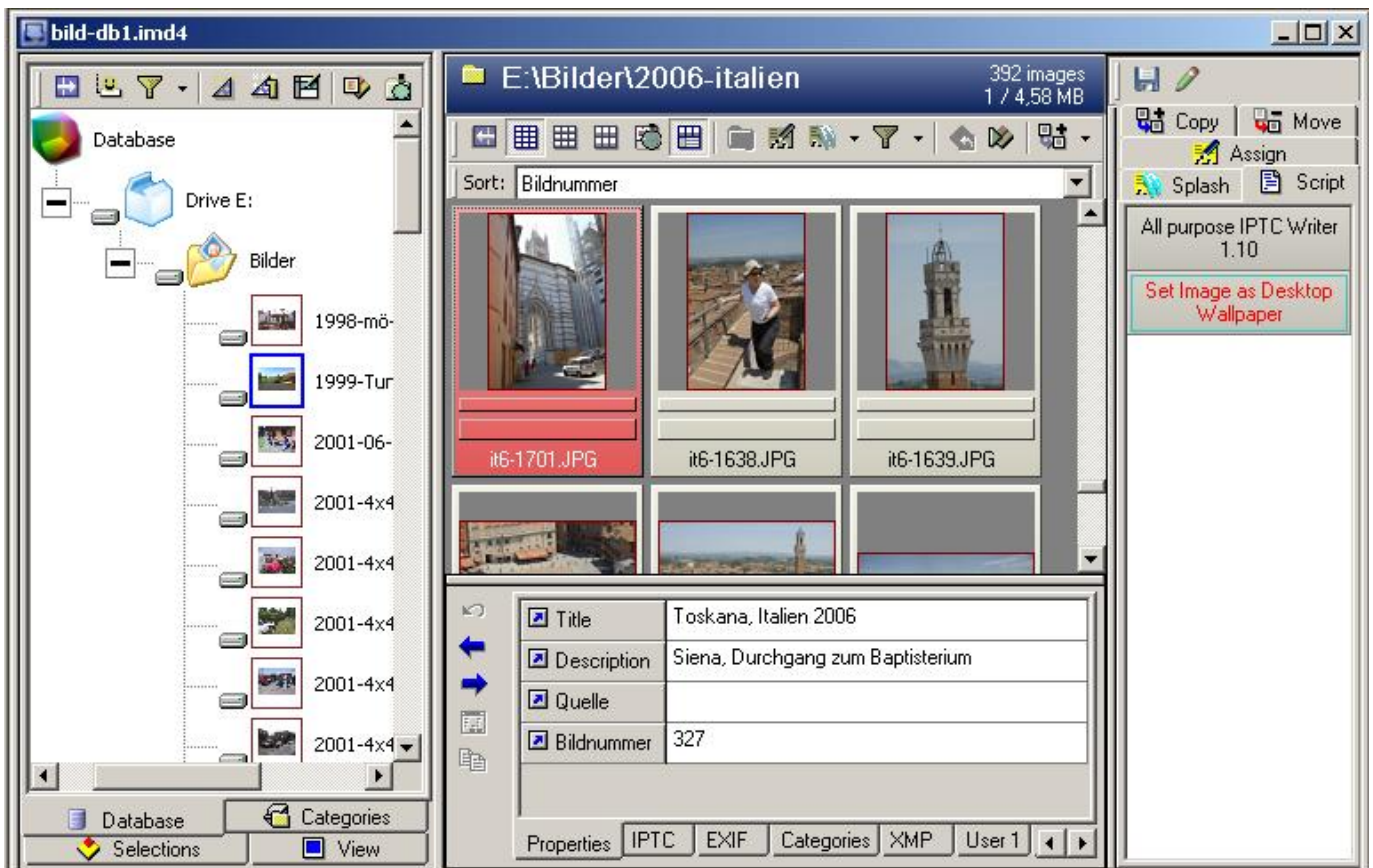 bild-db1.imd4
Database
Drive E:
Bilder
1998-mö-
1999-Tur
2001-06-
2001-4x4
2001-4x4
2001-4x4
2001-4x4
2001-4x4
Database
Categories
Selections
View
E:\Bilder\2006-italien
392 images
1 / 4,58 MB
Sort: Bildnummer
it6-1701.JPG
it6-1638.JPG
it6-1639.JPG
Title Toskana, Italien 2006
Description Siena, Durchgang zum Baptisterium
Quelle
Bildnummer 327
Properties IPTC EXIF Categories XMP User 1
Copy Move
Assign
Splash Script
All purpose IPTC Writer
1.10
Set Image as Desktop
Wallpaper